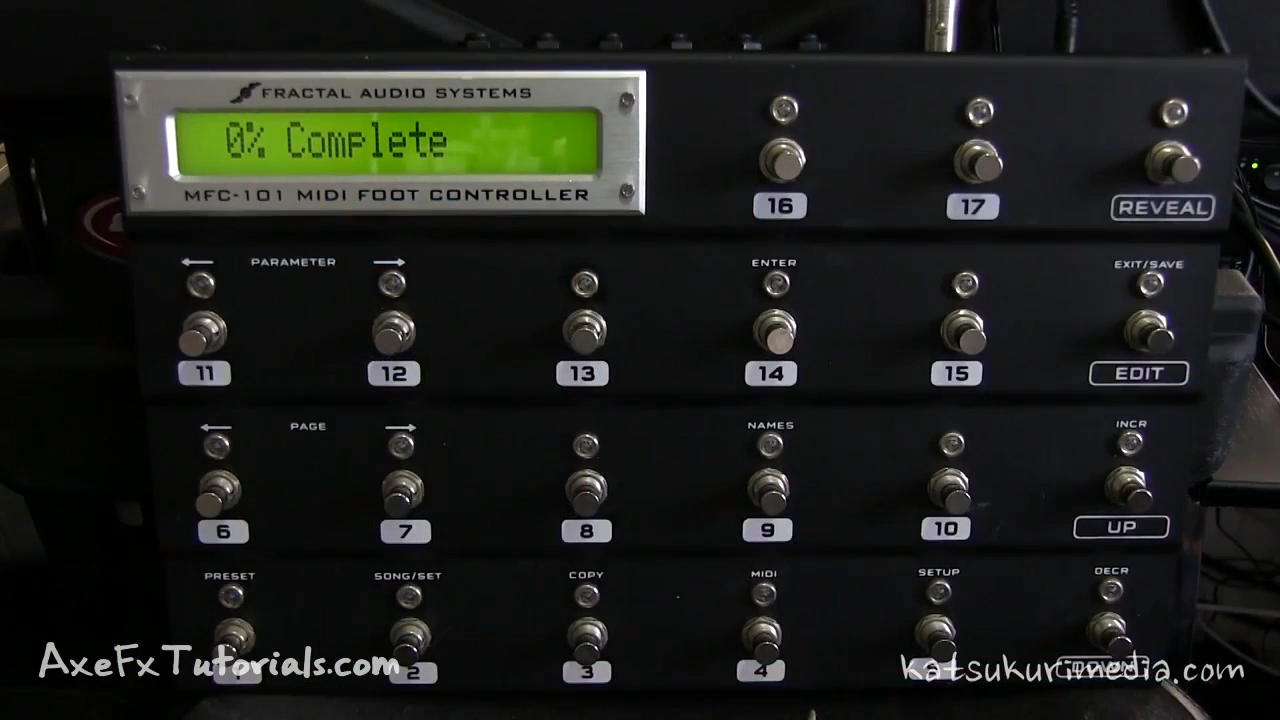 FRACTAL AUDIO SYSTEMS
0% Complete
MFC-101 MIDI FOOT CONTROLLER
16 17 REVEAL
← PARAMETER → ENTER EXIT/SAVE
11 12 13 14 15 EDIT
← PAGE → NAMES INCR
6 7 8 9 10 UP
PRESET SONG/SET COPY MIDI SETUP DECR
2 3 4 DOWN
AxeFxTutorials.com
katsukurimedia.com